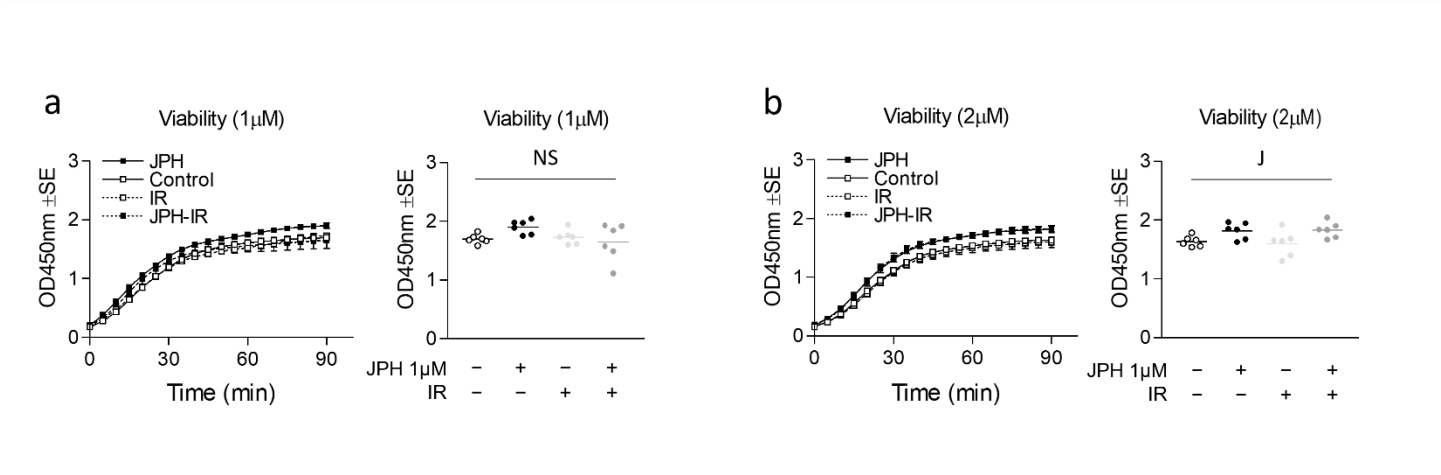 a
Viability (1μM)
OD450nm ±SE
3
2
1
0
JPH
Control
IR
JPH-IR
0 30 60 90
Time (min)
Viability (1μM)
NS
OD450nm ±SE
3
2
1
0
JPH 1μM − + − +
IR − − + +
b
Viability (2μM)
OD450nm ±SE
3
2
1
0
JPH
Control
IR
JPH-IR
0 30 60 90
Time (min)
Viability (2μM)
J
OD450nm ±SE
3
2
1
0
JPH 1μM − + − +
IR − − + +